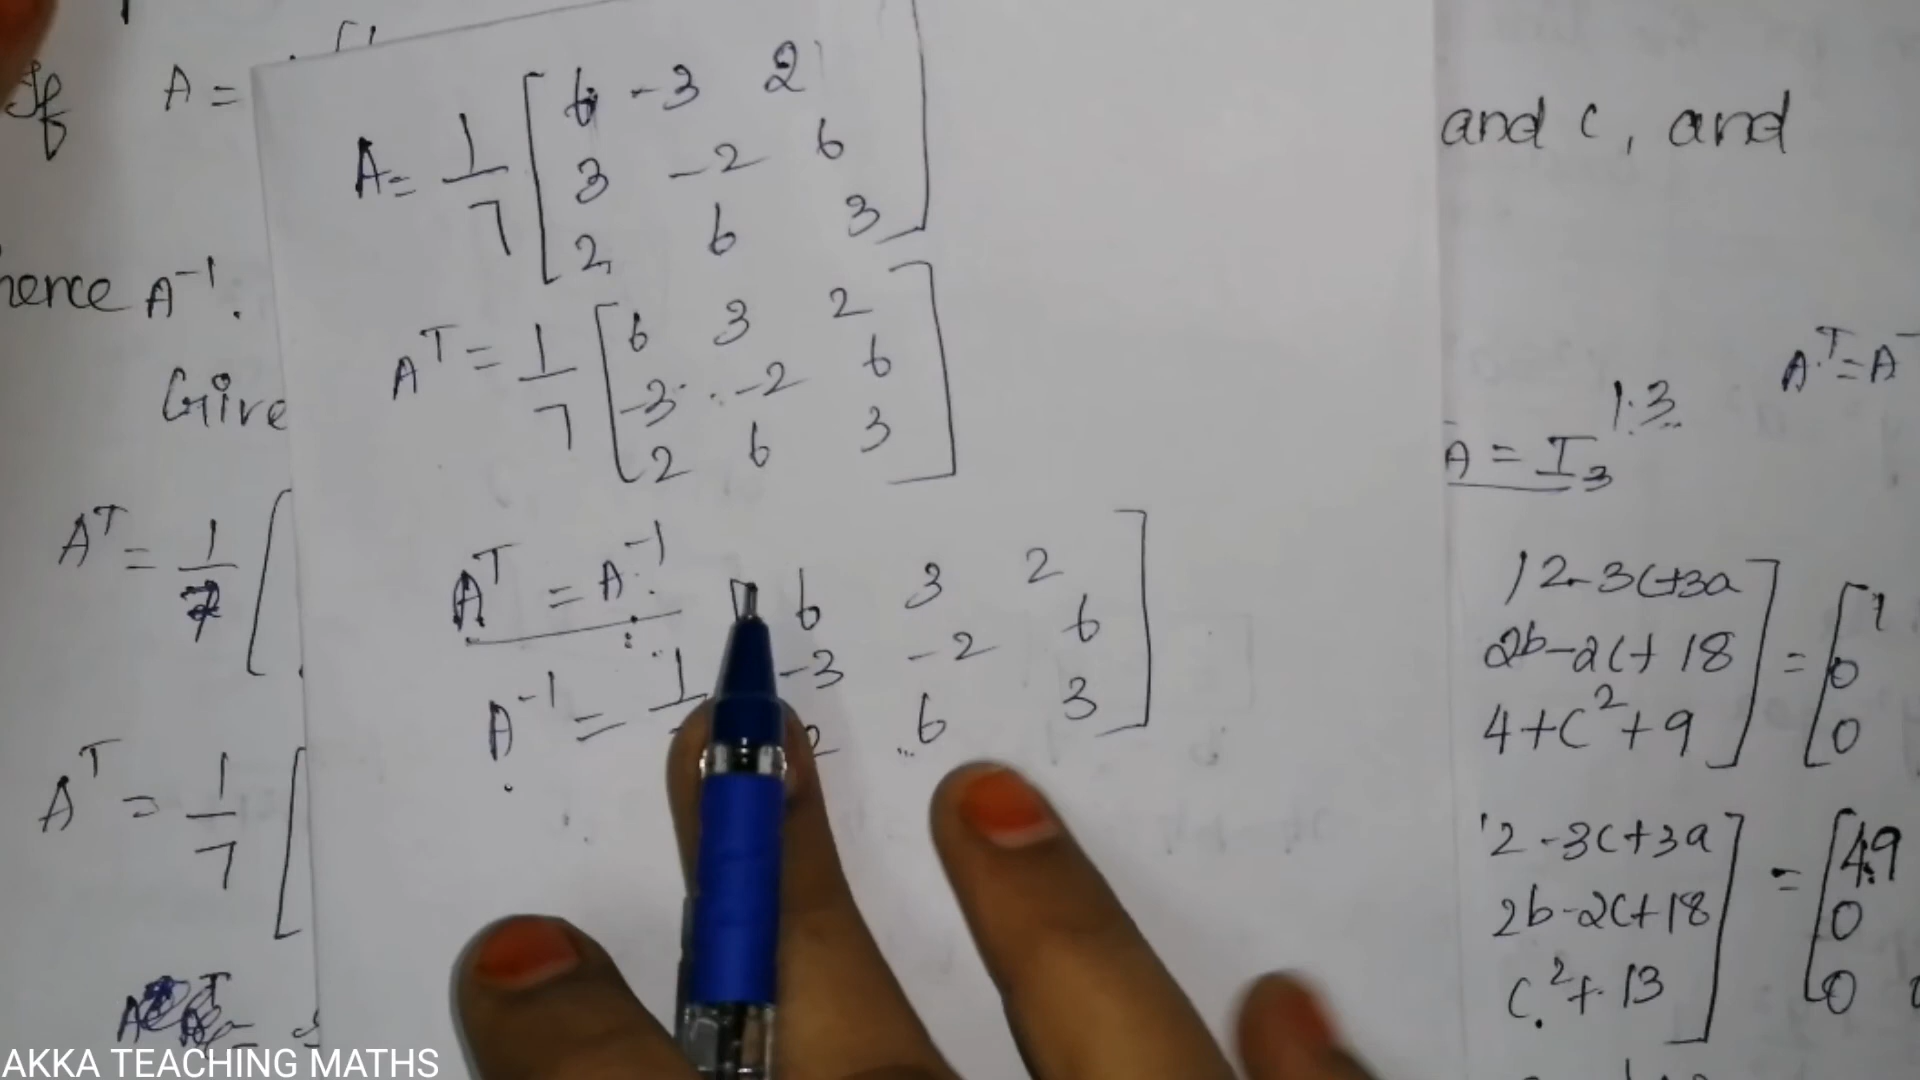 If A =
A = 1/7 [ 6 -3 2
3 -2 6
2 6 3 ]
and c, and
hence A⁻¹.
Aᵀ = 1/7 [ 6 3 2
-3 -2 6
2 6 3 ]
Give
1.3
Aᵀ = A⁻
A = I₃
Aᵀ = 1/7 [
Aᵀ = A⁻¹
A⁻¹ = 1 6 3 2
-3 -2 6
2 6 3 ]
12-3c+3a
2b-2c+18
4+c²+9 ] = [ 1
0
0
Aᵀ = 1/7 [
2-3c+3a
2b-2c+18
c²+13 ] = [ 49
0
0
AKKA TEACHING MATHS